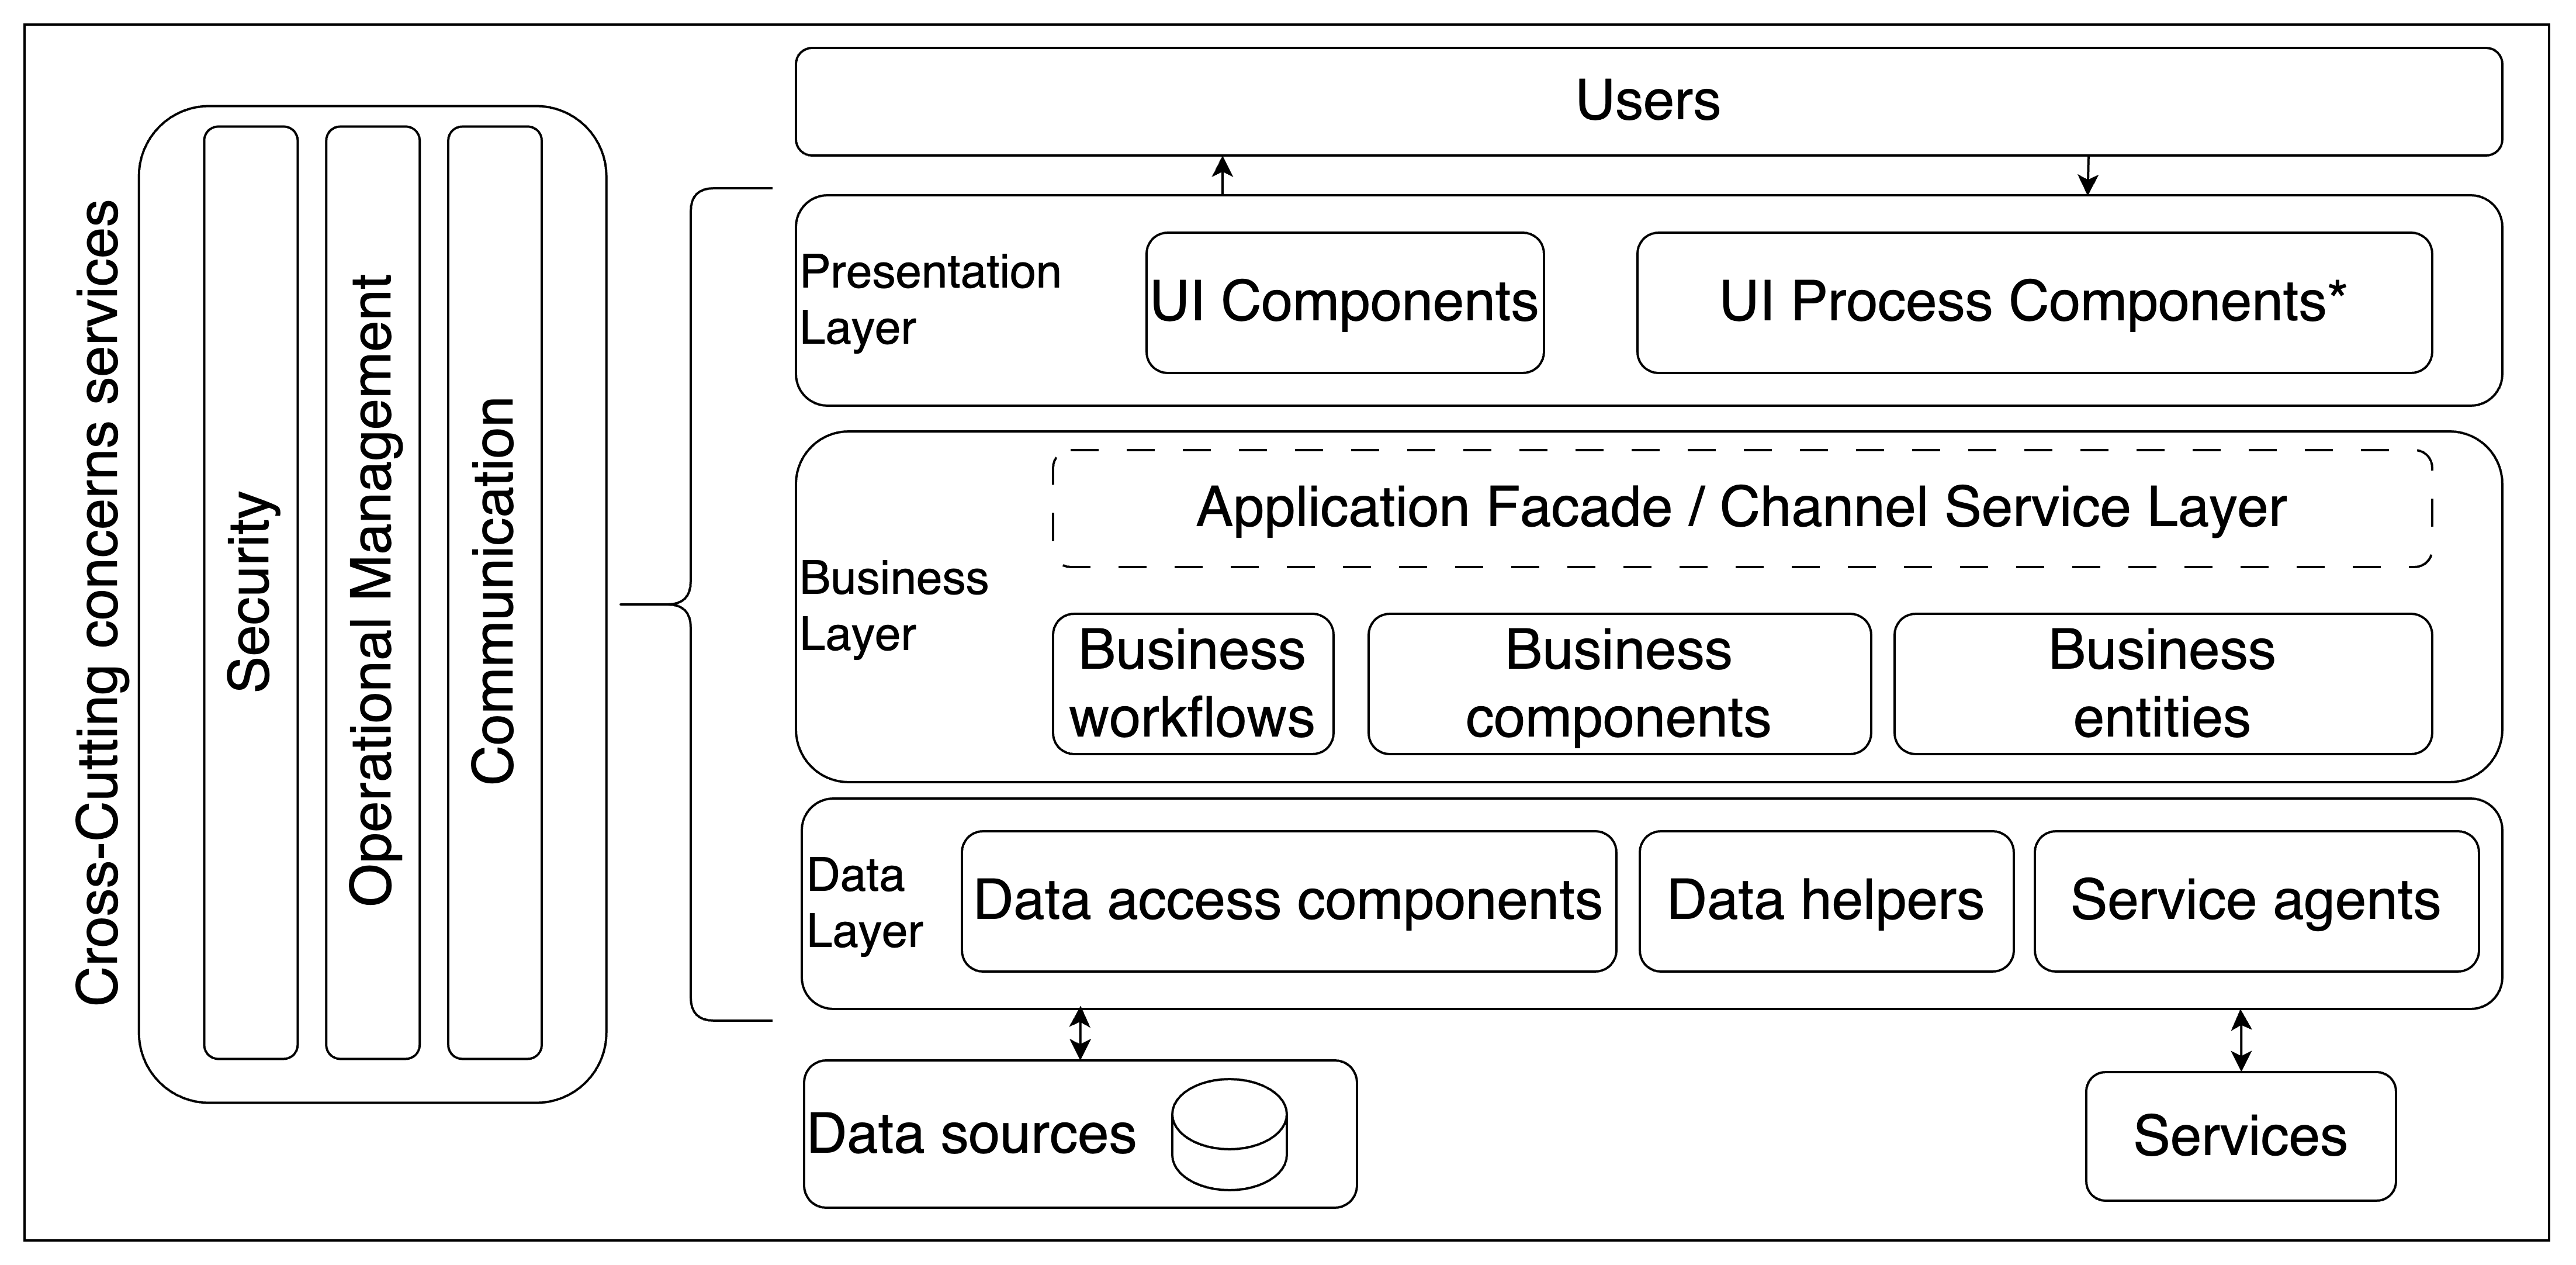 Cross-Cutting concerns services
Security
Operational Management
Communication
Users
Presentation
Layer
UI Components
UI Process Components*
Business
Layer
Application Facade / Channel Service Layer
Business
workflows
Business
components
Business
entities
Data
Layer
Data access components
Data helpers
Service agents
Data sources
Services